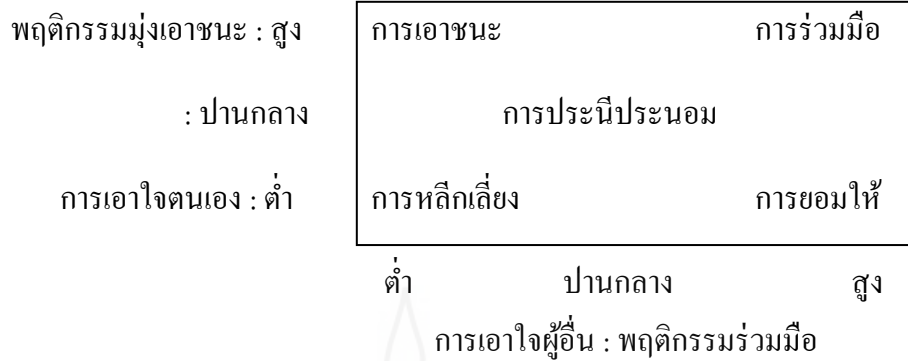 พฤติกรรมมุ่งเอาชนะ : สูง การเอาชนะ การร่วมมือ
: ปานกลาง การประนีประนอม
การเอาใจตนเอง : ต่ำ การหลีกเลี่ยง การยอมให้
ต่ำ ปานกลาง สูง
การเอาใจผู้อื่น : พฤติกรรมร่วมมือ